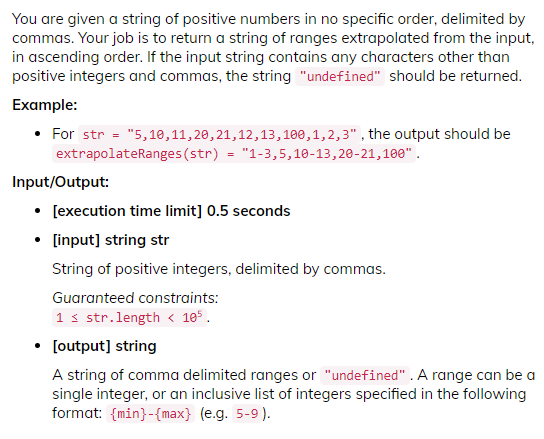 You are given a string of positive numbers in no specific order, delimited by
commas. Your job is to return a string of ranges extrapolated from the input,
in ascending order. If the input string contains any characters other than
positive integers and commas, the string "undefined" should be returned.
Example:
• For str = "5,10,11,20,21,12,13,100,1,2,3" , the output should be
extrapolateRanges(str) = "1-3,5,10-13,20-21,100" .
Input/Output:
• [execution time limit] 0.5 seconds
• [input] string str
String of positive integers, delimited by commas.
Guaranteed constraints:
1 ≤ str.length < 10⁵ .
• [output] string
A string of comma delimited ranges or "undefined" . A range can be a
single integer, or an inclusive list of integers specified in the following
format: {min}-{max} (e.g. 5-9 ).